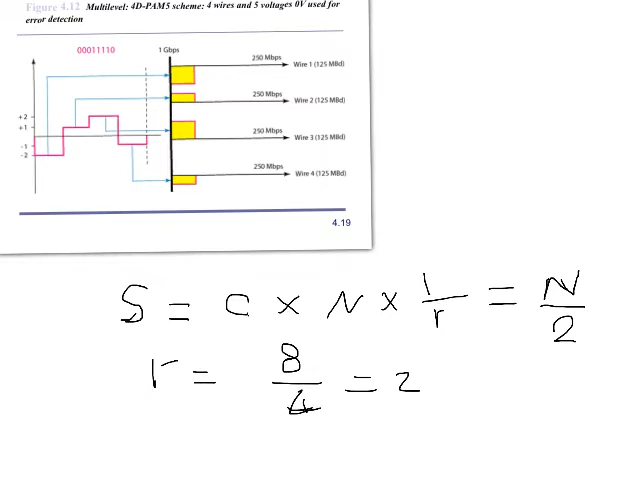 Figure 4.12 Multilevel: 4D-PAM5 scheme: 4 wires and 5 voltages 0V used for
error detection
00011110
1 Gbps
250 Mbps
Wire 1 (125 MBd)
250 Mbps
Wire 2 (125 MBd)
+2
+1
250 Mbps
Wire 3 (125 MBd)
-1
-2
250 Mbps
Wire 4 (125 MBd)
4.19
S = C × N × 1/r = N/2
r = 8/4 = 2